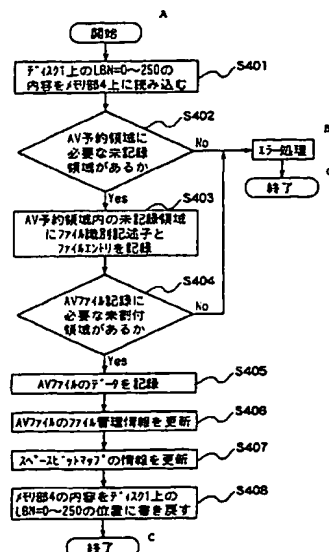 A
開始
ディスク1上のLBN=0～250の
内容をメモリ部4上に読み込む
S401
S402
AV予約領域に
必要な未記録
領域があるか
No
B
エラー処理
C
終了
Yes
S403
AV予約領域内の未記録領域
にファイル識別記述子と
ファイルエントリを記録
S404
AVファイル記録に
必要な未割付
領域があるか
No
Yes
AVファイルのデータを記録
S405
AVファイルのファイル管理情報を更新
S406
スペースビットマップの情報を更新
S407
メモリ部4の内容をディスク1上の
LBN=0～250の位置に書き戻す
S408
終了
C